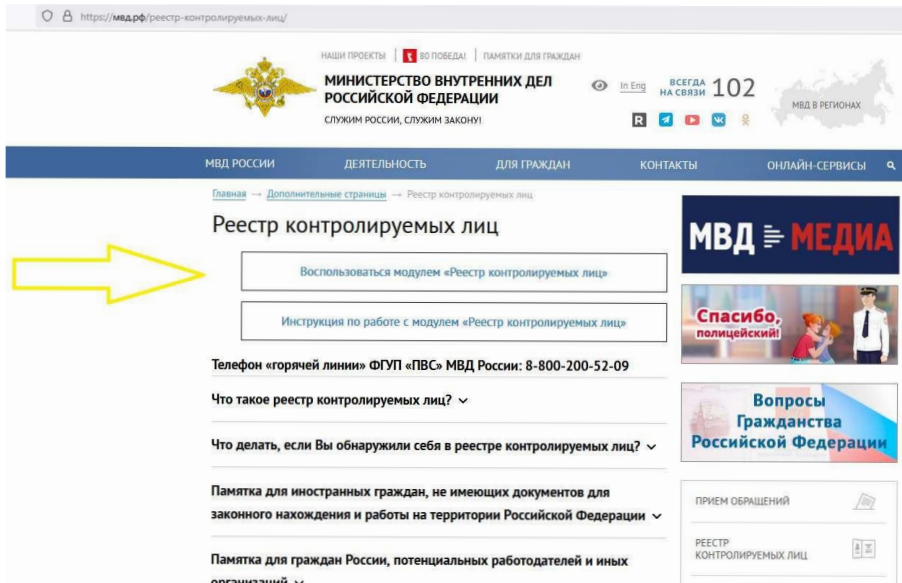 https://мвд.рф/реестр-контролируемых-лиц/
НАШИ ПРОЕКТЫ
80 ПОБЕДА!
ПАМЯТКИ ДЛЯ ГРАЖДАН
МИНИСТЕРСТВО ВНУТРЕННИХ ДЕЛ
РОССИЙСКОЙ ФЕДЕРАЦИИ
СЛУЖИМ РОССИИ, СЛУЖИМ ЗАКОНУ!
In Eng
ВСЕГДА
НА СВЯЗИ
102
МВД В РЕГИОНАХ
МВД РОССИИ
ДЕЯТЕЛЬНОСТЬ
ДЛЯ ГРАЖДАН
КОНТАКТЫ
ОНЛАЙН-СЕРВИСЫ
Главная → Дополнительные страницы → Реестр контролируемых лиц
Реестр контролируемых лиц
Воспользоваться модулем «Реестр контролируемых лиц»
Инструкция по работе с модулем «Реестр контролируемых лиц»
Телефон «горячей линии» ФГУП «ПВС» МВД России: 8-800-200-52-09
Что такое реестр контролируемых лиц?
Что делать, если Вы обнаружили себя в реестре контролируемых лиц?
Памятка для иностранных граждан, не имеющих документов для
законного нахождения и работы на территории Российской Федерации
Памятка для граждан России, потенциальных работодателей и иных
организаций
МВД МЕДИА
Спасибо,
полицейский!
Вопросы
Гражданства
Российской Федерации
ПРИЕМ ОБРАЩЕНИЙ
РЕЕСТР
КОНТРОЛИРУЕМЫХ ЛИЦ